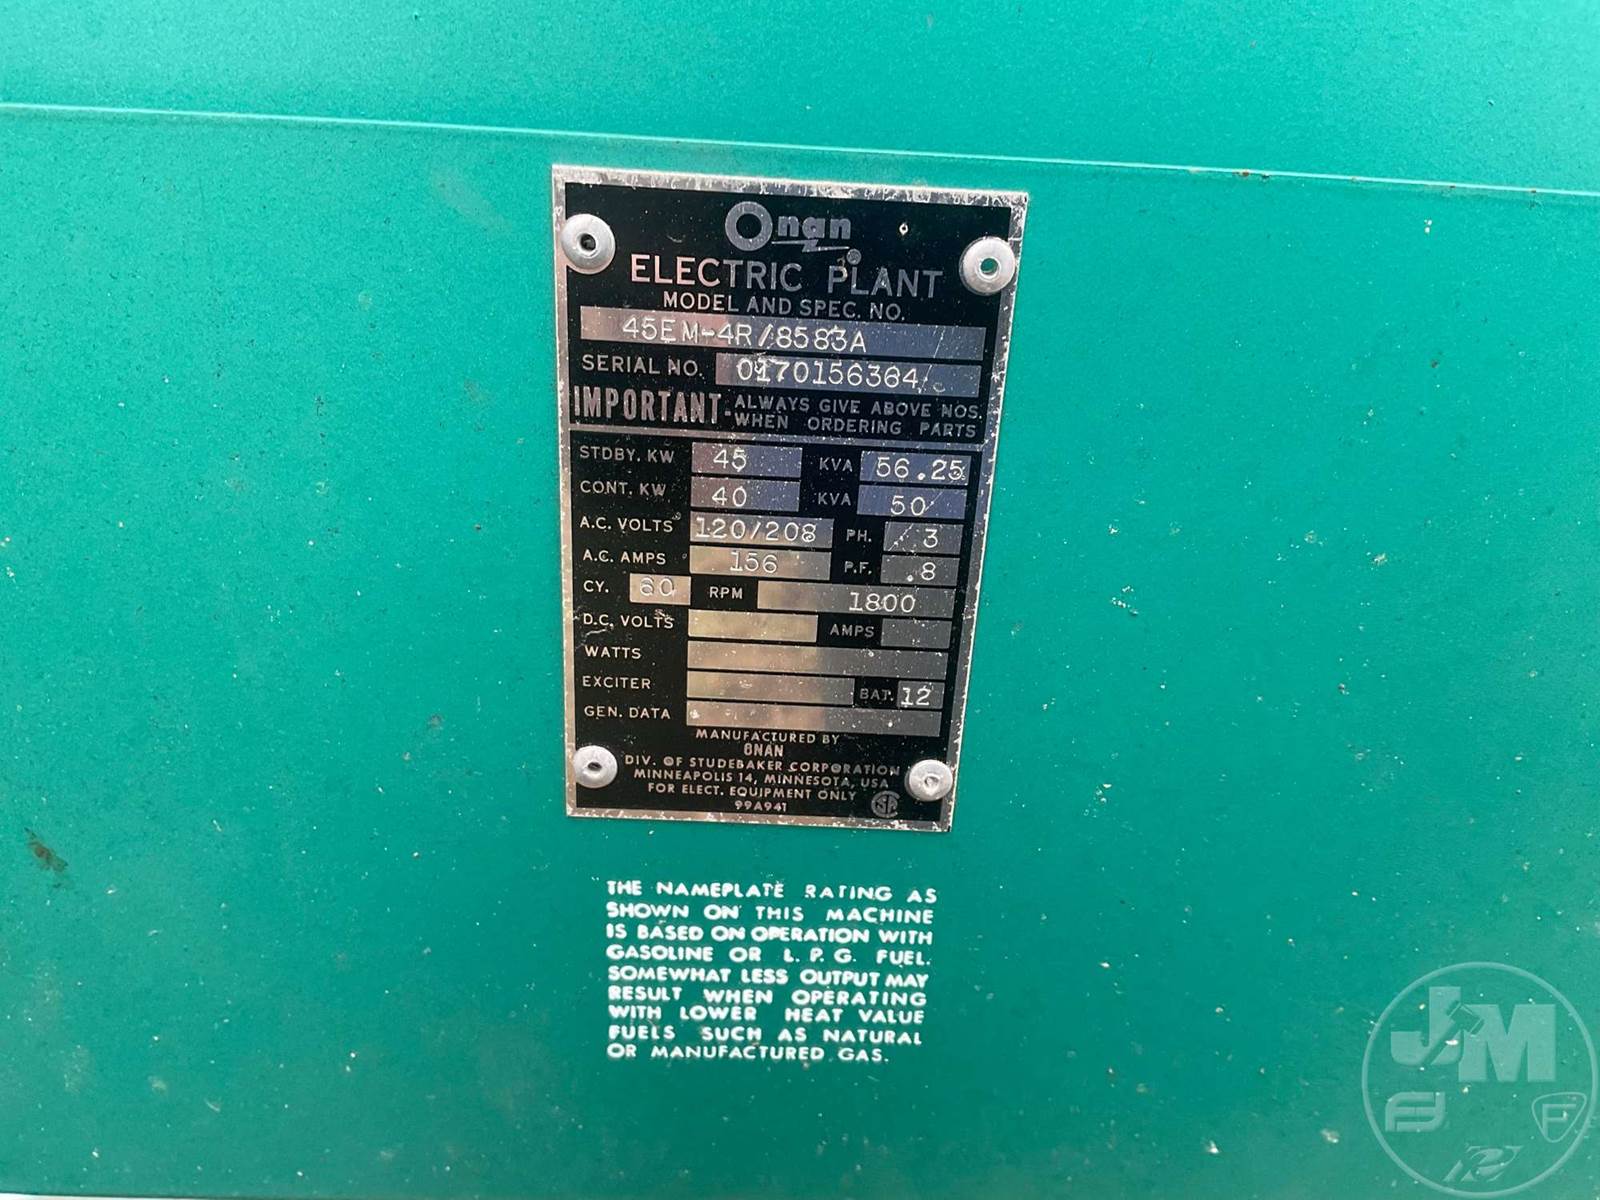 Onan
ELECTRIC PLANT
MODEL AND SPEC. NO.
45EM-4R/8583A
SERIAL NO. 0170156364
IMPORTANT- ALWAYS GIVE ABOVE NOS.
WHEN ORDERING PARTS
STDBY. KW 45 KVA 56.25
CONT. KW 40 KVA 50
A.C. VOLTS 120/208 PH. 3
A.C. AMPS 156 P.F. .8
CY. 60 RPM 1800
D.C. VOLTS AMPS
WATTS
EXCITER BAT. 12
GEN. DATA
MANUFACTURED BY
ONAN
DIV. OF STUDEBAKER CORPORATION
MINNEAPOLIS 14, MINNESOTA, USA
FOR ELECT. EQUIPMENT ONLY
99A941
THE NAMEPLATE RATING AS
SHOWN ON THIS MACHINE
IS BASED ON OPERATION WITH
GASOLINE OR L. P. G. FUEL.
SOMEWHAT LESS OUTPUT MAY
RESULT WHEN OPERATING
WITH LOWER HEAT VALUE
FUELS SUCH AS NATURAL
OR MANUFACTURED GAS.
JM